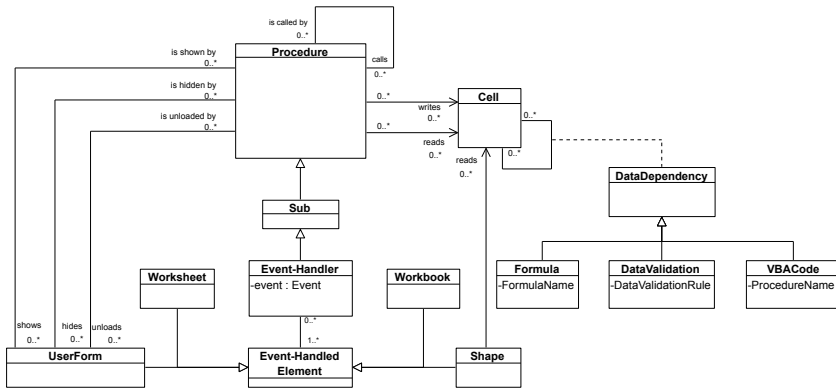 is called by
0..*
Procedure
is shown by
0..*
calls
0..*
is hidden by
0..*
0..*
writes
0..*
Cell
0..*
is unloaded by
0..*
0..*
reads
0..*
0..*
reads
0..*
DataDependency
Sub
Worksheet
Event-Handler
-event : Event
Workbook
Formula
-FormulaName
DataValidation
-DataValidationRule
VBACode
-ProcedureName
shows
0..*
hides
0..*
unloads
0..*
0..*
1..*
UserForm
Event-Handled
Element
Shape